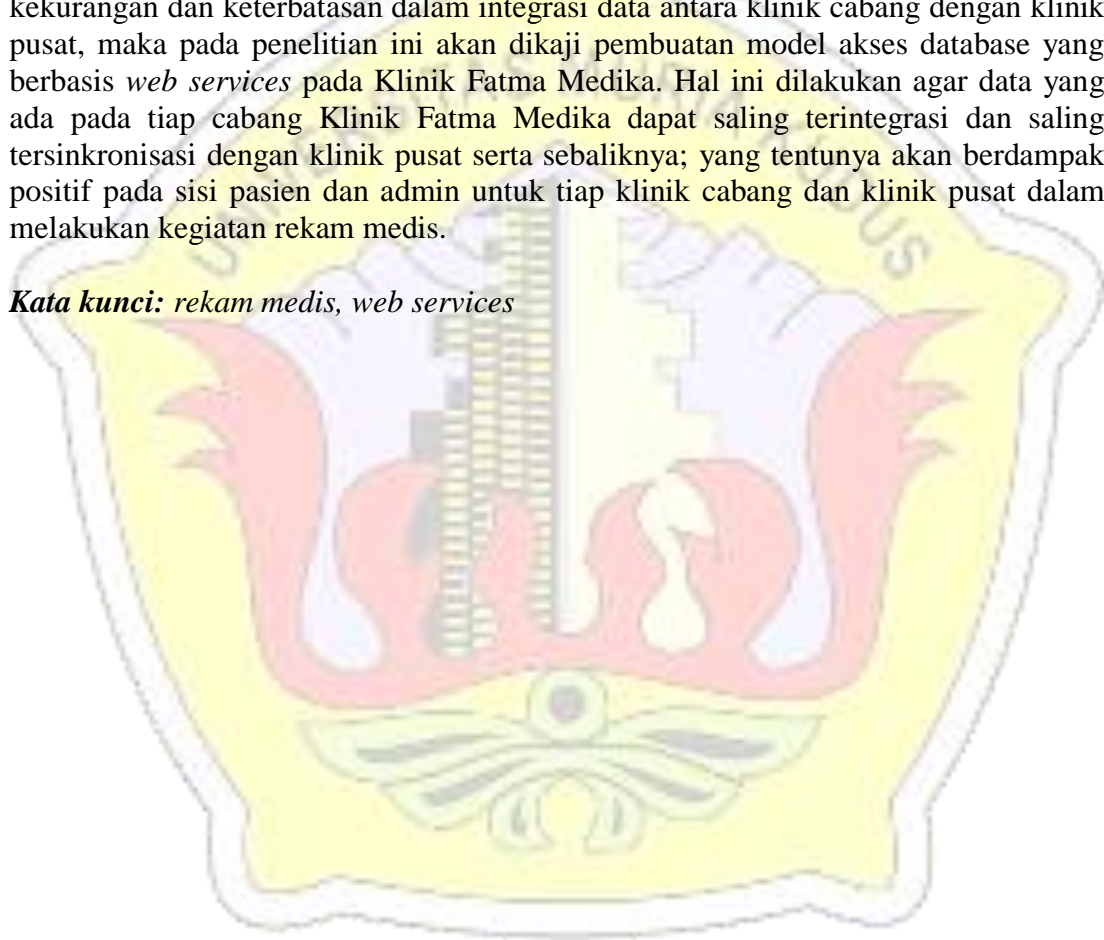 kekurangan dan keterbatasan dalam integrasi data antara klinik cabang dengan klinik
pusat, maka pada penelitian ini akan dikaji pembuatan model akses database yang
berbasis web services pada Klinik Fatma Medika. Hal ini dilakukan agar data yang
ada pada tiap cabang Klinik Fatma Medika dapat saling terintegrasi dan saling
tersinkronisasi dengan klinik pusat serta sebaliknya; yang tentunya akan berdampak
positif pada sisi pasien dan admin untuk tiap klinik cabang dan klinik pusat dalam
melakukan kegiatan rekam medis.
Kata kunci: rekam medis, web services
UNIVERSITAS MURIA KUDUS